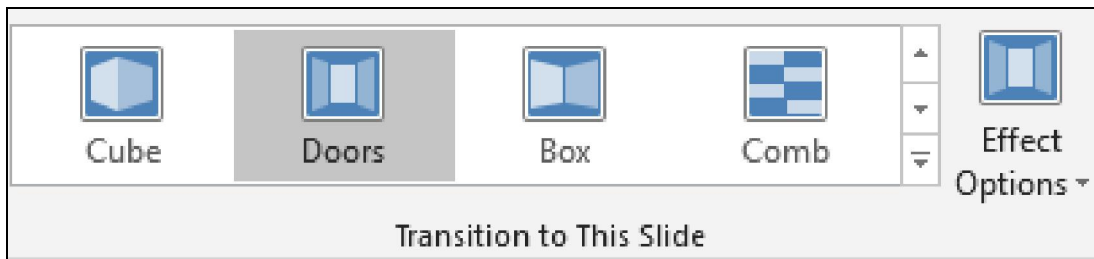 Cube
Doors
Box
Comb
Effect
Options
Transition to This Slide